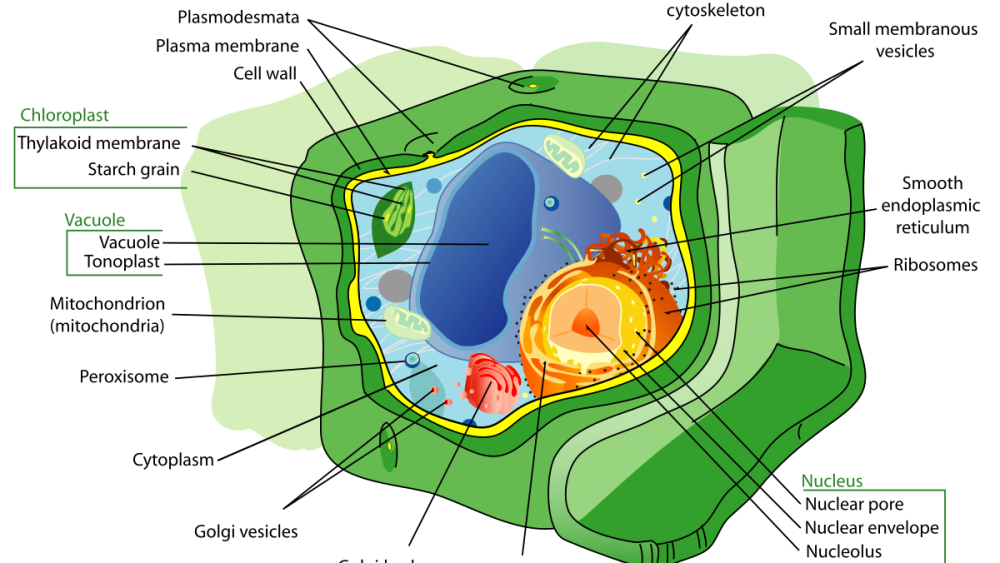 Plasmodesmata
Plasma membrane
Cell wall
Chloroplast
Thylakoid membrane
Starch grain
Vacuole
Vacuole
Tonoplast
Mitochondrion
(mitochondria)
Peroxisome
Cytoplasm
Golgi vesicles
cytoskeleton
Small membranous
vesicles
Smooth
endoplasmic
reticulum
Ribosomes
Nucleus
Nuclear pore
Nuclear envelope
Nucleolus